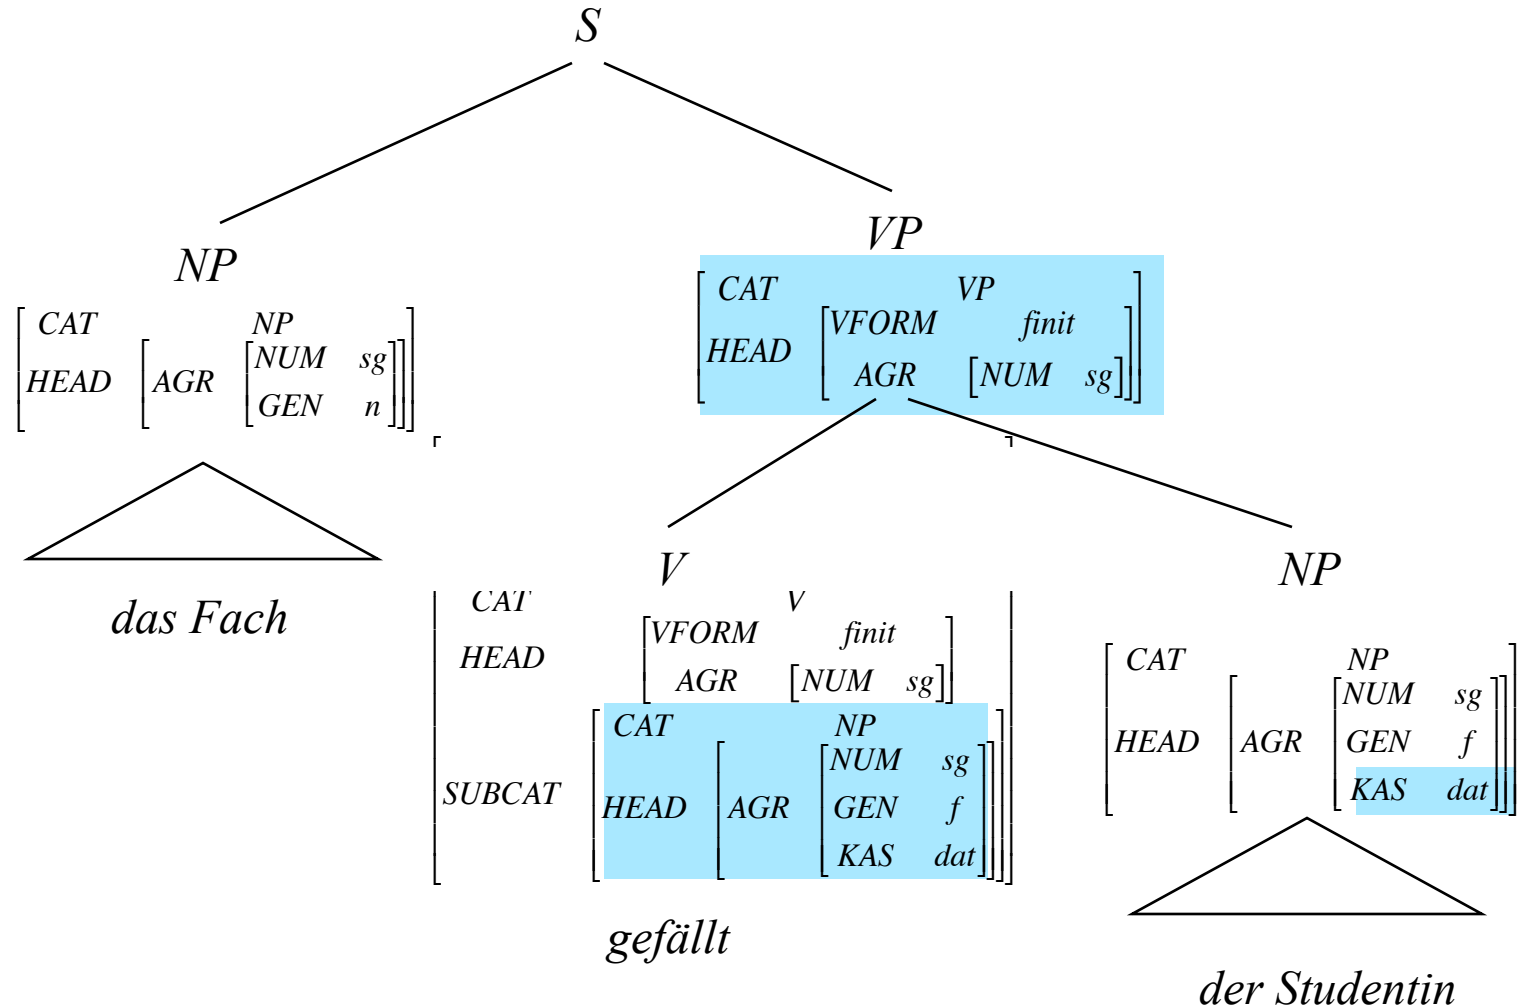 S
NP
VP
CAT NP
HEAD AGR NUM sg
GEN n
CAT VP
HEAD VFORM finit
AGR NUM sg
das Fach
V
NP
CAT V
HEAD VFORM finit
AGR NUM sg
SUBCAT CAT NP
HEAD AGR NUM sg
GEN f
KAS dat
CAT NP
HEAD AGR NUM sg
GEN f
KAS dat
gefällt
der Studentin